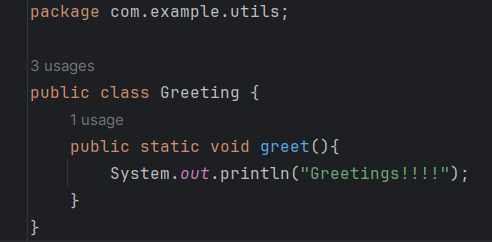 package com.example.utils;
3 usages
public class Greeting {
1 usage
public static void greet(){
System.out.println("Greetings!!!!");
}
}